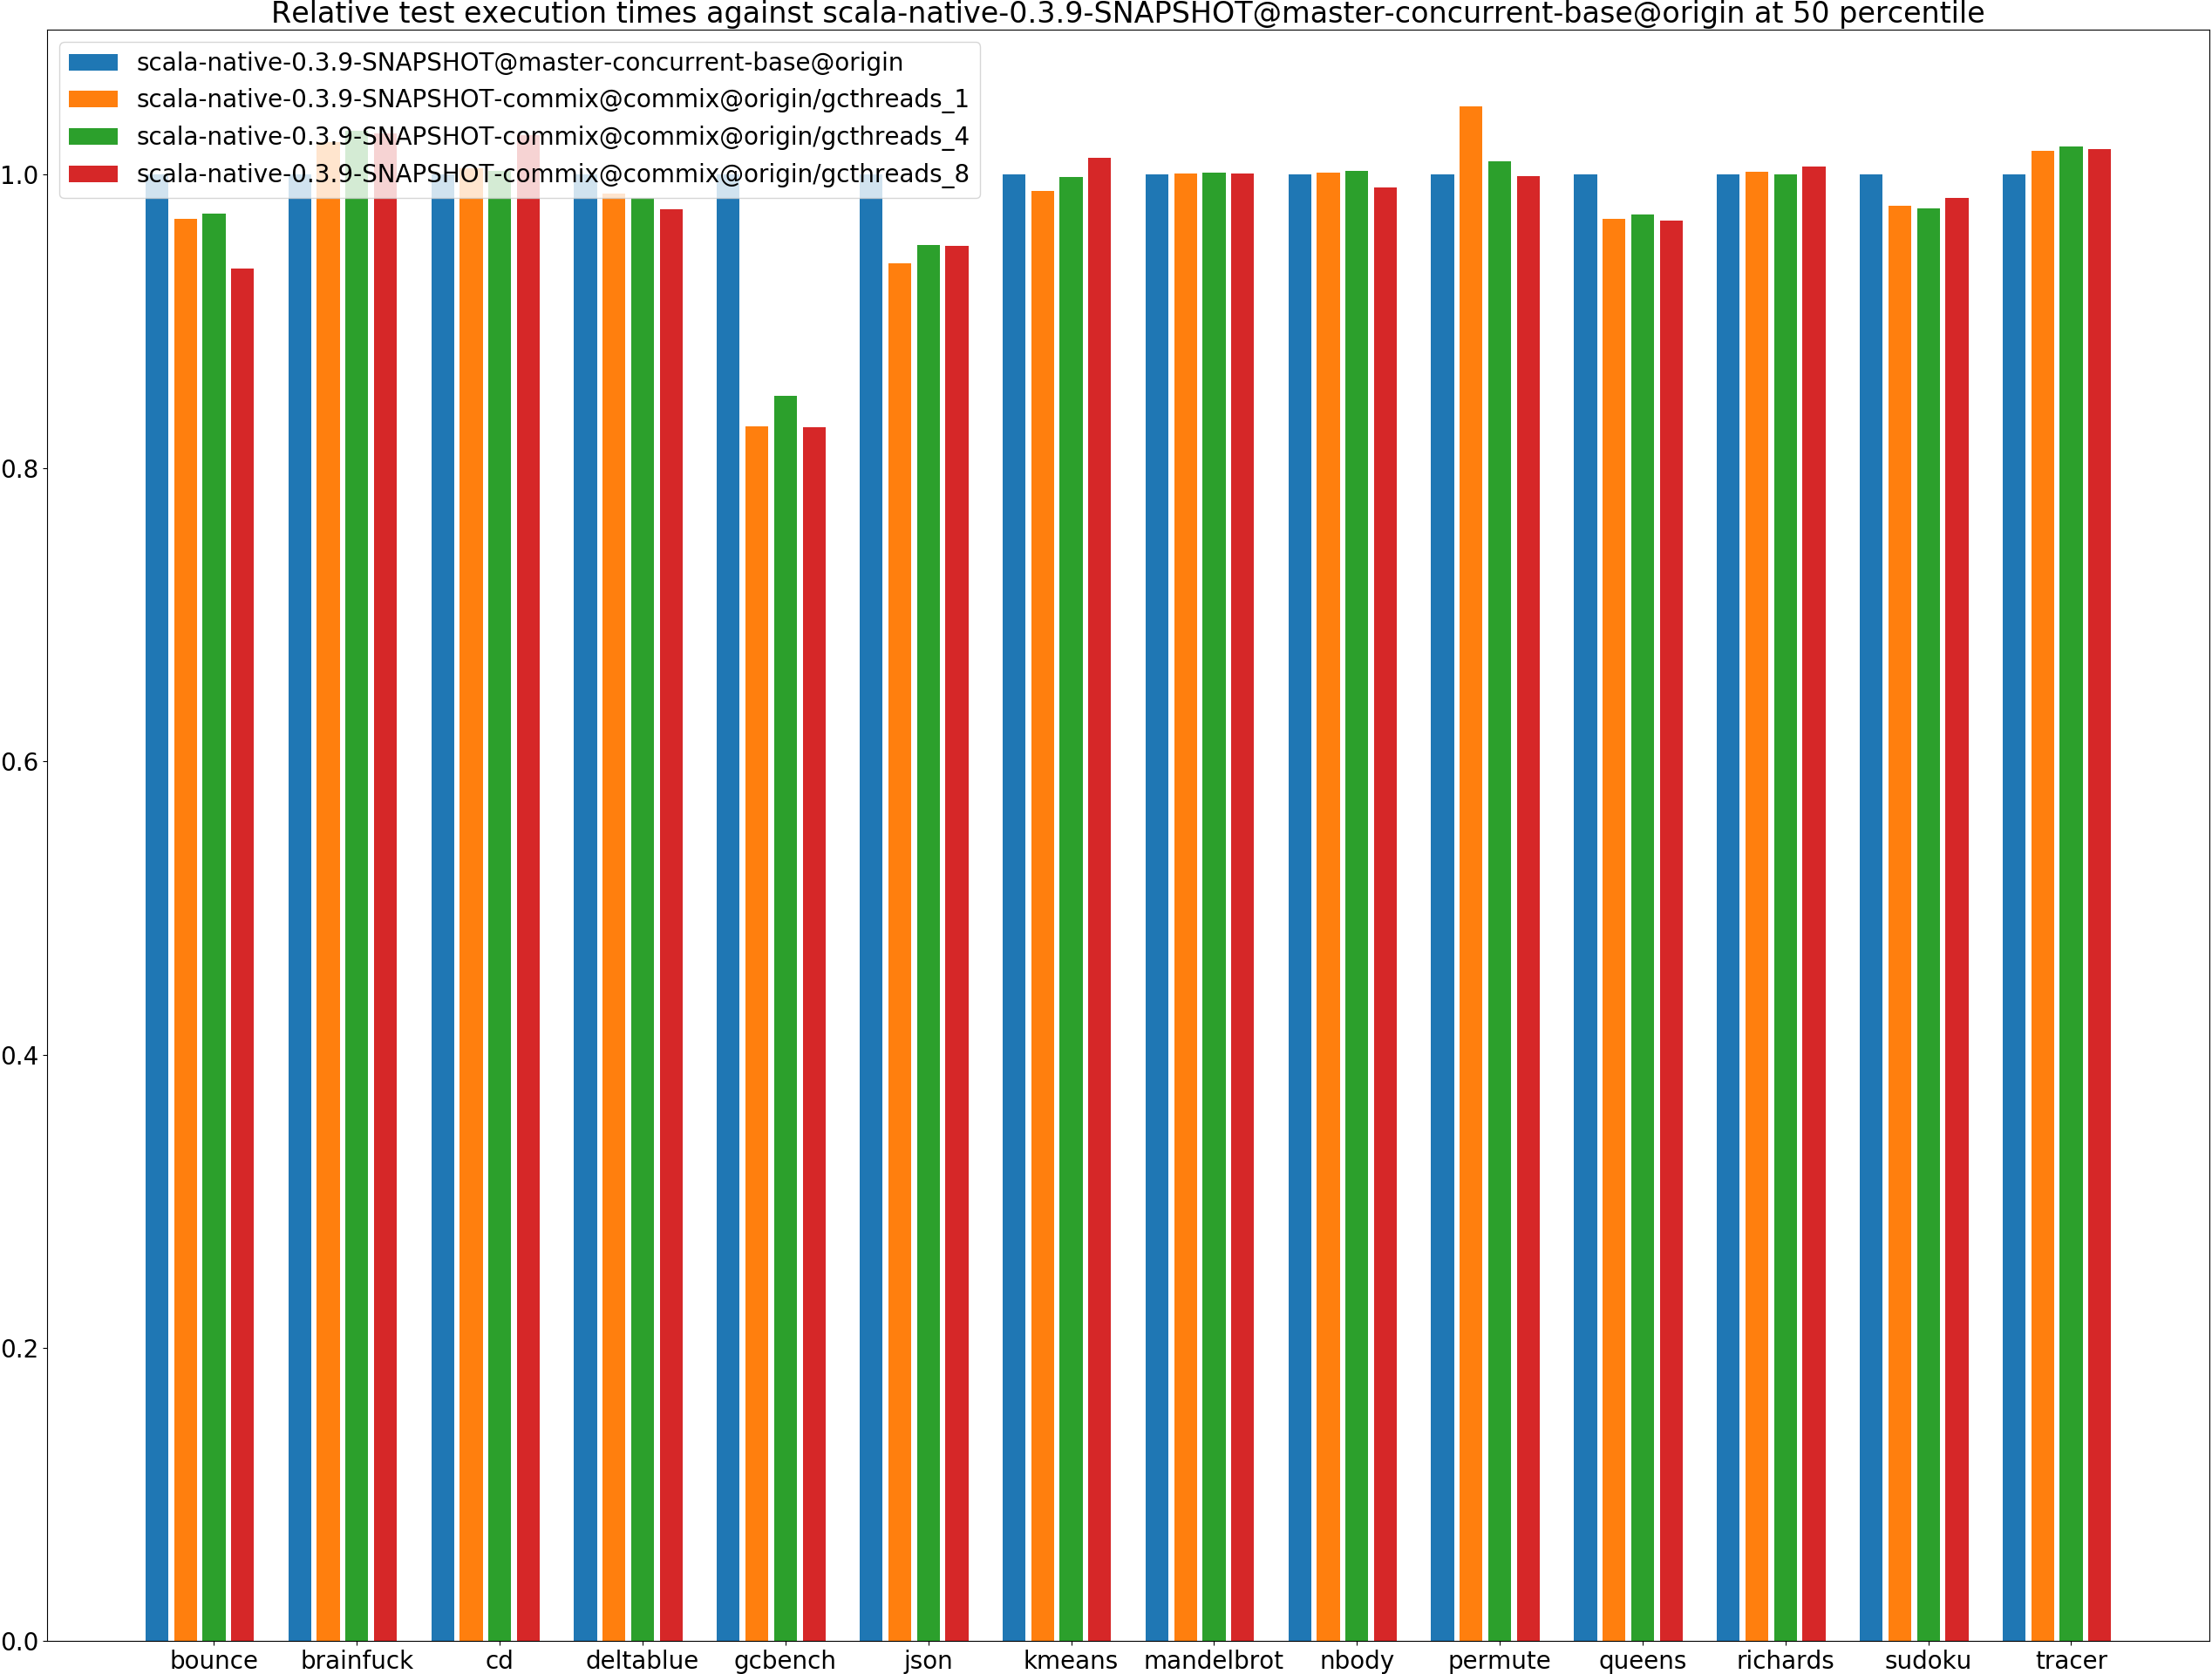 Relative test execution times against scala-native-0.3.9-SNAPSHOT@master-concurrent-base@origin at 50 percentile
scala-native-0.3.9-SNAPSHOT@master-concurrent-base@origin
scala-native-0.3.9-SNAPSHOT-commix@commix@origin/gcthreads_1
scala-native-0.3.9-SNAPSHOT-commix@commix@origin/gcthreads_4
scala-native-0.3.9-SNAPSHOT-commix@commix@origin/gcthreads_8
1.0
0.8
0.6
0.4
0.2
0.0
bounce brainfuck cd deltablue gcbench json kmeans mandelbrot nbody permute queens richards sudoku tracer